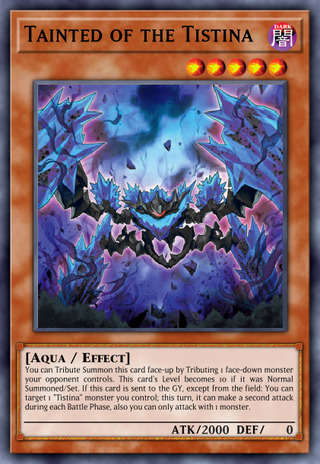 Tainted of the Tistina
DARK
闇
[Aqua / Effect]
You can Tribute Summon this card face-up by Tributing 1 face-down monster
your opponent controls. This card's Level becomes 10 if it was Normal
Summoned/Set. If this card is sent to the GY, except from the field: You can
target 1 "Tistina" monster you control; this turn, it can make a second attack
during each Battle Phase, also you can only attack with 1 monster.
ATK/2000 DEF/ 0